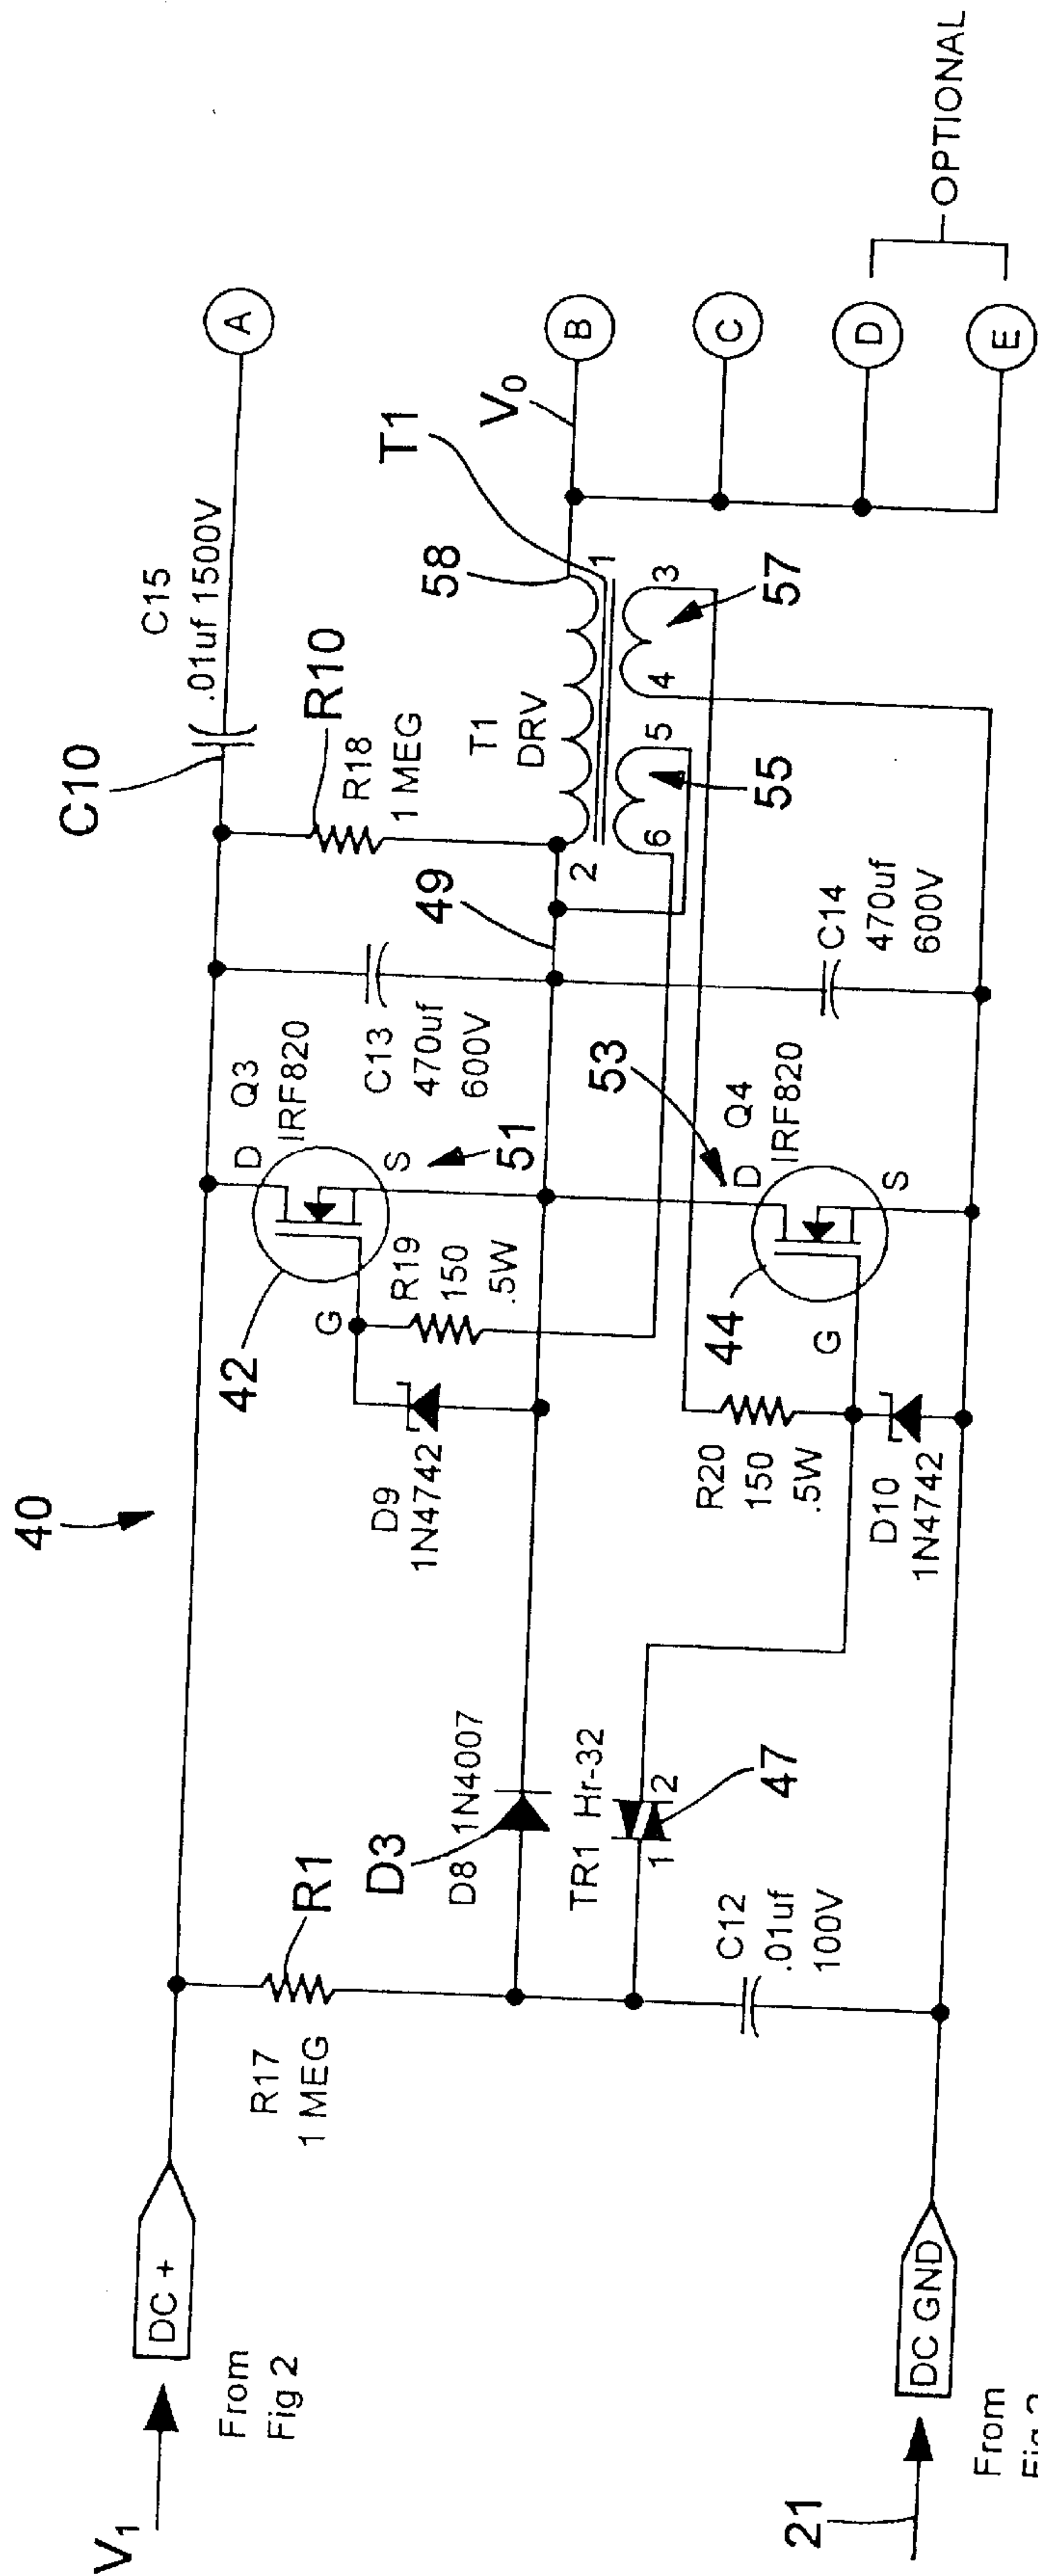 V1
DC +
From
Fig 2
21
DC GND
From
40
R17
1 MEG
R1
D3
D8 1N4007
TR1 Hr-32
1
2
47
C12
.01uf
100V
D9
1N4742
42
G
D
S
Q3
IRF820
51
R19
150
.5W
R20
150
.5W
D10
1N4742
44
G
D
S
Q4
IRF820
53
C13
470uf
600V
49
C14
470uf
600V
C10
C15
.01uf 1500V
R10
R18
1 MEG
T1
DRV
58
T1
2
1
6
5
4
3
55
57
V0
A
B
C
D
E
OPTIONAL